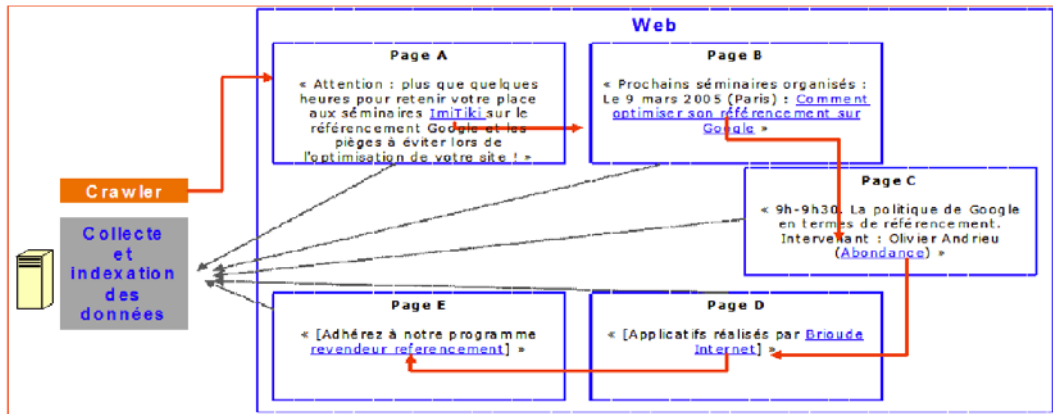 Web
Page A
« Attention : plus que quelques
heures pour retenir votre place
aux séminaires ImiTiki sur le
référencement Google et les
pièges à éviter lors de
l'optimisation de votre site ! »
Page B
« Prochains séminaires organisés :
Le 9 mars 2005 (Paris) : Comment
optimiser son référencement sur
Google »
Crawler
Collecte
et
indexation
des
données
Page C
« 9h-9h30. La politique de Google
en termes de référencement.
Intervenant : Olivier Andrieu
(Abondance) »
Page E
« [Adhérez à notre programme
revendeur referencement] »
Page D
« [Applicatifs réalisés par Brioude
Internet] »